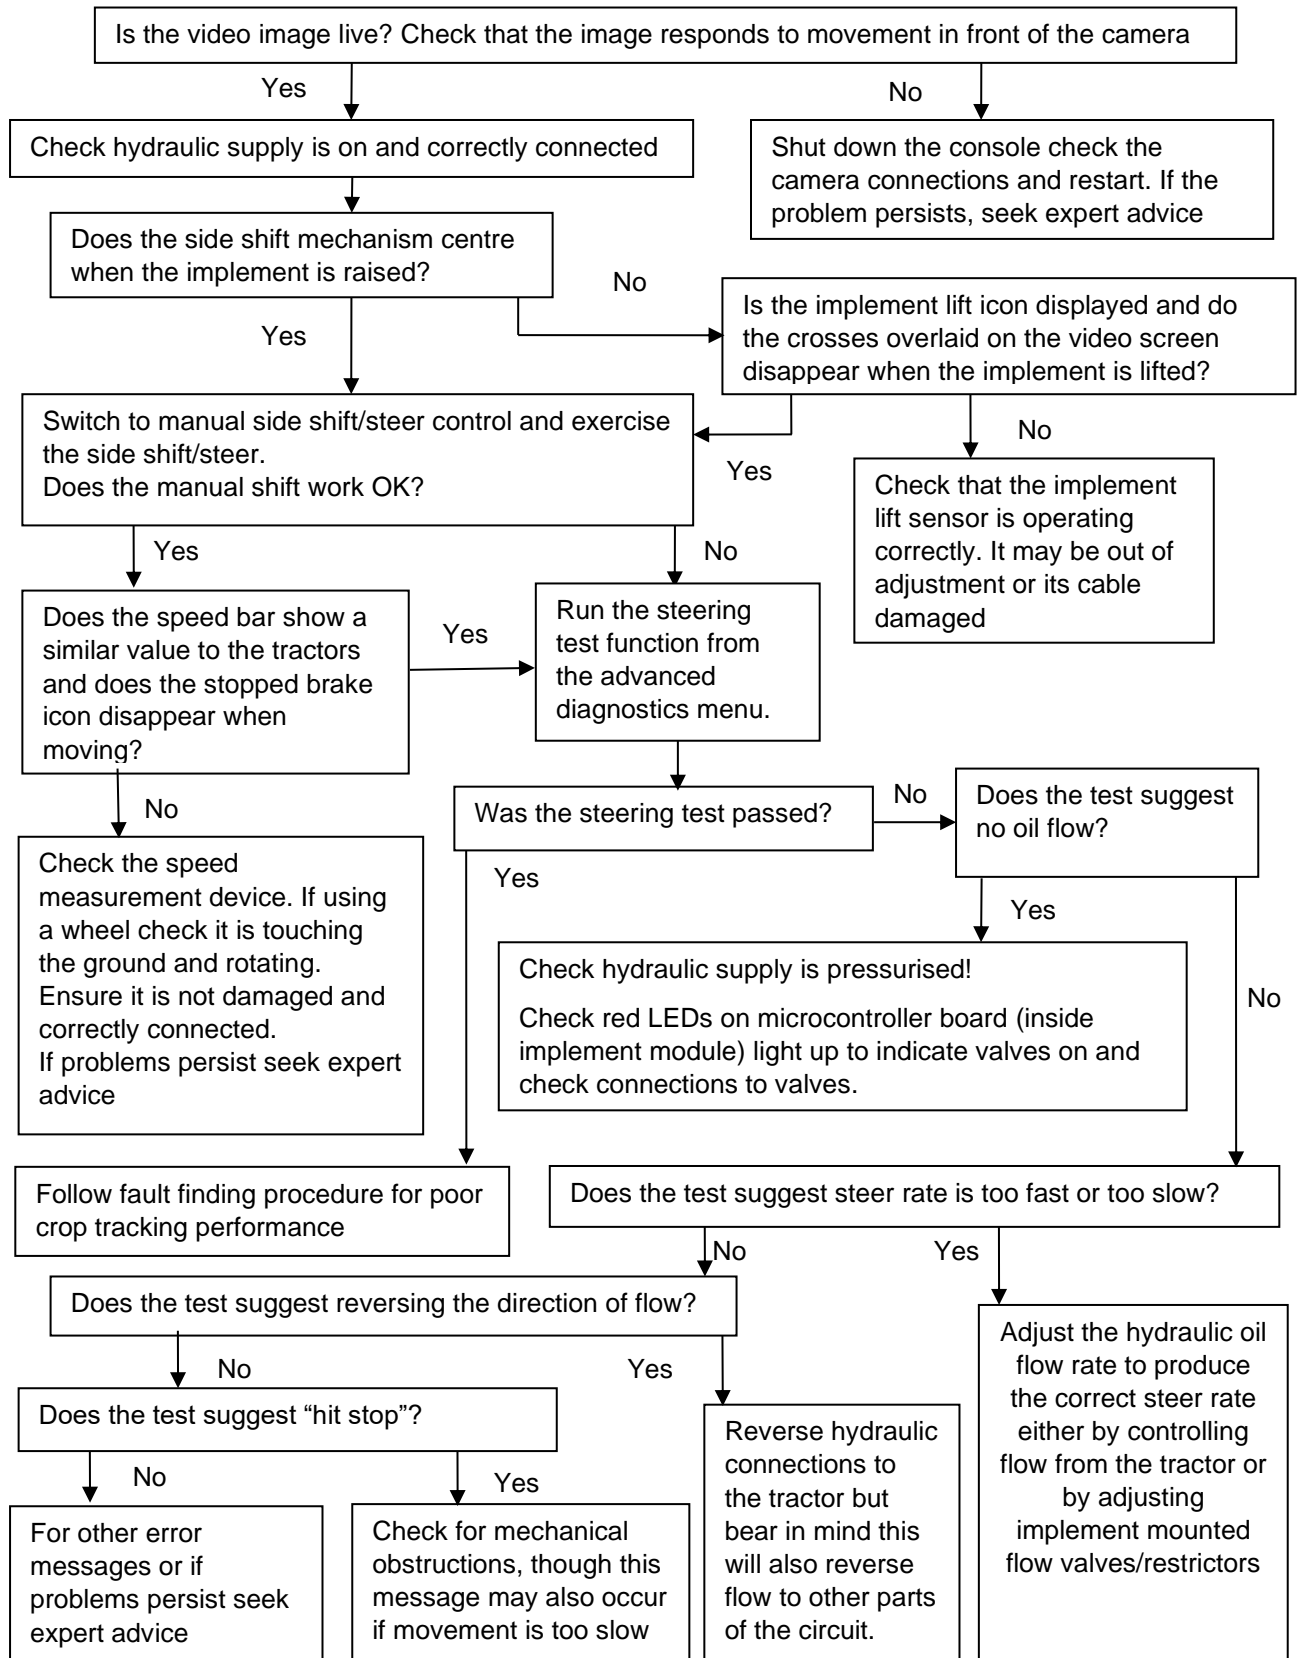 Is the video image live? Check that the image responds to movement in front of the camera
Yes
No
Check hydraulic supply is on and correctly connected
Shut down the console check the
camera connections and restart. If the
problem persists, seek expert advice
Does the side shift mechanism centre
when the implement is raised?
No
Is the implement lift icon displayed and do
the crosses overlaid on the video screen
disappear when the implement is lifted?
Yes
Switch to manual side shift/steer control and exercise
the side shift/steer.
Does the manual shift work OK?
Yes
No
Check that the implement
lift sensor is operating
correctly. It may be out of
adjustment or its cable
damaged
Yes
No
Does the speed bar show a
similar value to the tractors
and does the stopped brake
icon disappear when
moving?
Yes
Run the steering
test function from
the advanced
diagnostics menu.
No
Was the steering test passed?
No
Does the test suggest
no oil flow?
Check the speed
measurement device. If using
a wheel check it is touching
the ground and rotating.
Ensure it is not damaged and
correctly connected.
If problems persist seek expert
advice
Yes
Yes
No
Check hydraulic supply is pressurised!
Check red LEDs on microcontroller board (inside
implement module) light up to indicate valves on and
check connections to valves.
Follow fault finding procedure for poor
crop tracking performance
Does the test suggest steer rate is too fast or too slow?
No
Yes
Does the test suggest reversing the direction of flow?
Adjust the hydraulic oil
flow rate to produce
the correct steer rate
either by controlling
flow from the tractor or
by adjusting
implement mounted
flow valves/restrictors
No
Yes
Does the test suggest “hit stop”?
Reverse hydraulic
connections to
the tractor but
bear in mind this
will also reverse
flow to other parts
of the circuit.
No
Yes
For other error
messages or if
problems persist seek
expert advice
Check for mechanical
obstructions, though this
message may also occur
if movement is too slow